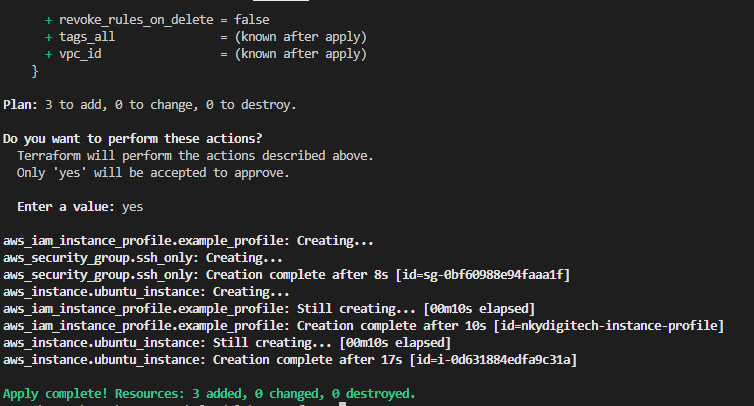 + revoke_rules_on_delete = false
+ tags_all = (known after apply)
+ vpc_id = (known after apply)
}
Plan: 3 to add, 0 to change, 0 to destroy.
Do you want to perform these actions?
Terraform will perform the actions described above.
Only 'yes' will be accepted to approve.
Enter a value: yes
aws_iam_instance_profile.example_profile: Creating...
aws_security_group.ssh_only: Creating...
aws_security_group.ssh_only: Creation complete after 8s [id=sg-0bf60988e94faaa1f]
aws_instance.ubuntu_instance: Creating...
aws_iam_instance_profile.example_profile: Still creating... [00m10s elapsed]
aws_iam_instance_profile.example_profile: Creation complete after 10s [id=nkydigitech-instance-profile]
aws_instance.ubuntu_instance: Still creating... [00m10s elapsed]
aws_instance.ubuntu_instance: Creation complete after 17s [id=i-0d631884edfa9c31a]
Apply complete! Resources: 3 added, 0 changed, 0 destroyed.